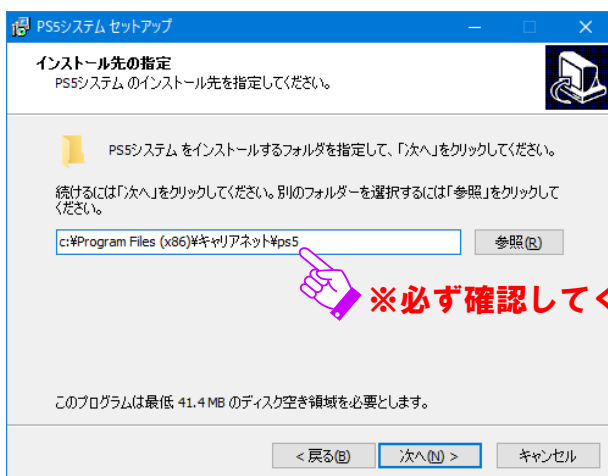 PS5システム セットアップ
インストール先の指定
PS5システム のインストール先を指定してください。
PS5システム をインストールするフォルダを指定して、「次へ」をクリックしてください。
続けるには「次へ」をクリックしてください。別のフォルダーを選択するには「参照」をクリックして
ください。
c:¥Program Files (x86)¥キャリアネット¥ps5
参照(R)
※必ず確認してく
このプログラムは最低 41.4 MB のディスク空き領域を必要とします。
< 戻る(B)
次へ(N) >
キャンセル